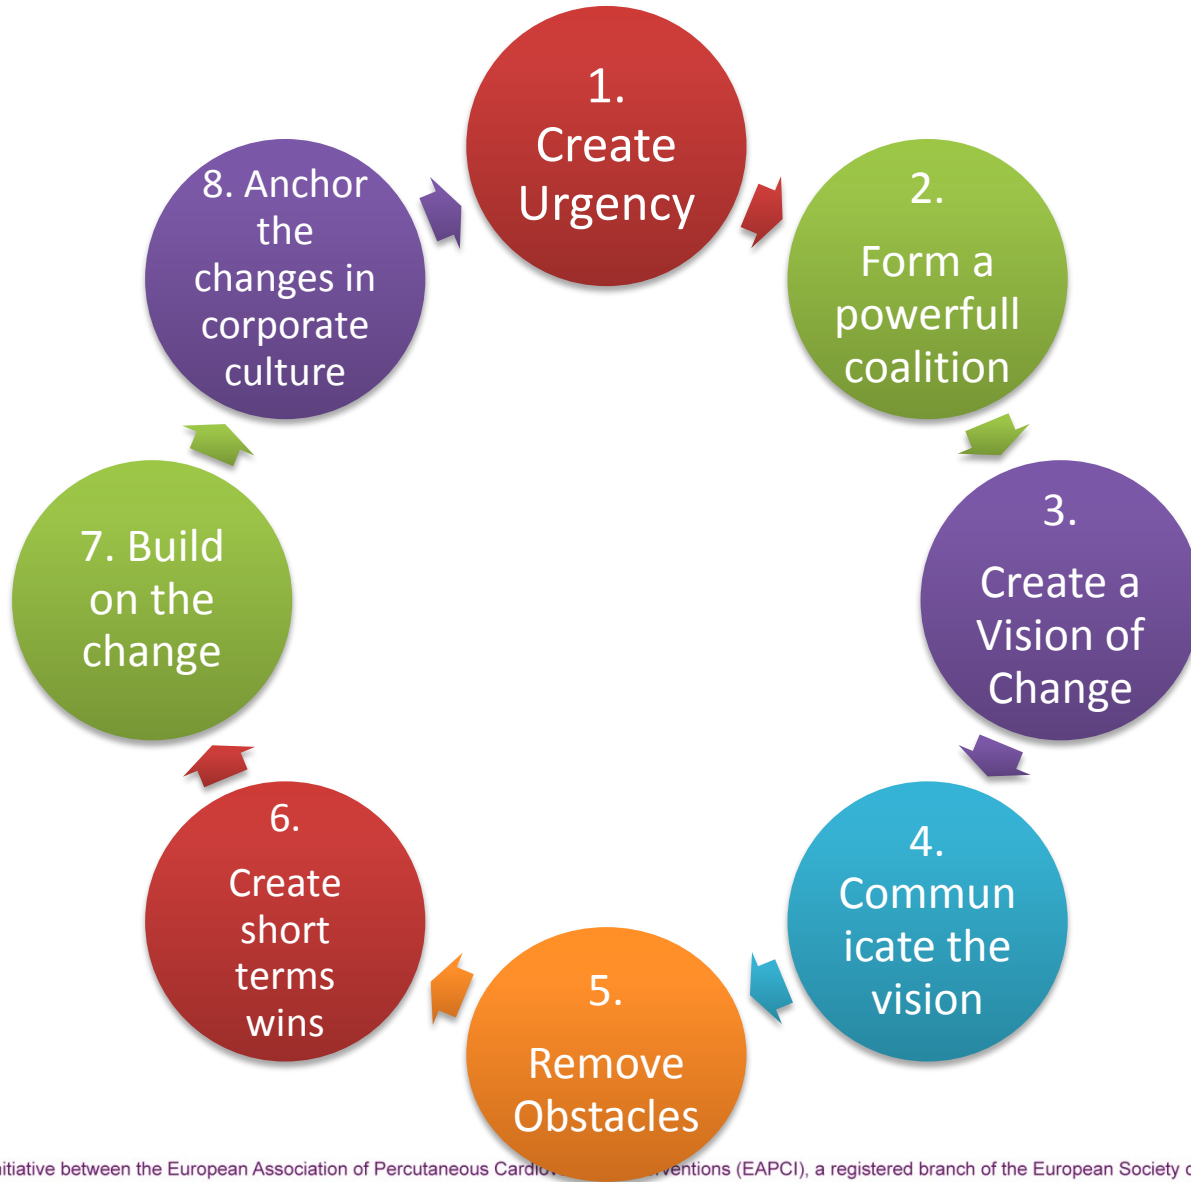 1.
Create
Urgency
2.
Form a
powerfull
coalition
3.
Create a
Vision of
Change
4.
Commun
icate the
vision
5.
Remove
Obstacles
6.
Create
short
terms
wins
7. Build
on the
change
8. Anchor
the
changes in
corporate
culture
nitiative between the European Association of Percutaneous Cardio ventions (EAPCI), a registered branch of the European Society